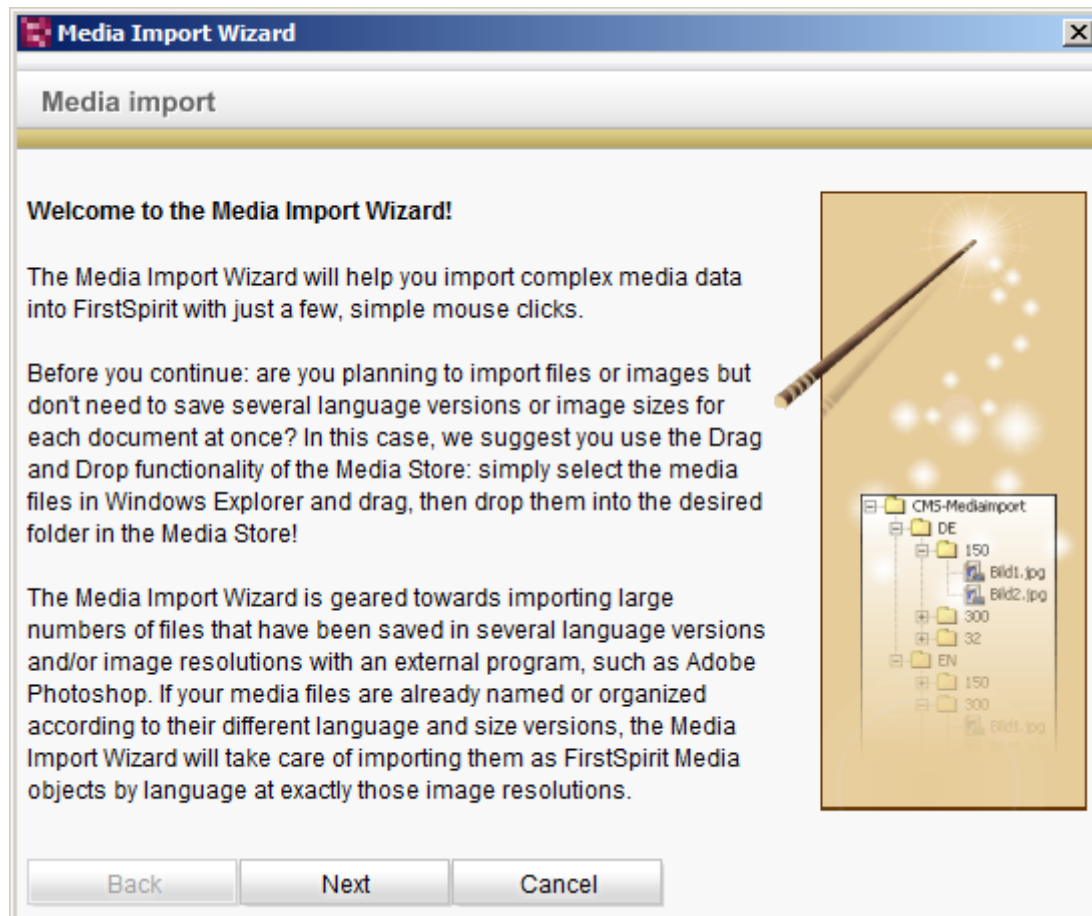 Media Import Wizard
Media import
Welcome to the Media Import Wizard!
The Media Import Wizard will help you import complex media data
into FirstSpirit with just a few, simple mouse clicks.
Before you continue: are you planning to import files or images but
don't need to save several language versions or image sizes for
each document at once? In this case, we suggest you use the Drag
and Drop functionality of the Media Store: simply select the media
files in Windows Explorer and drag, then drop them into the desired
folder in the Media Store!
The Media Import Wizard is geared towards importing large
numbers of files that have been saved in several language versions
and/or image resolutions with an external program, such as Adobe
Photoshop. If your media files are already named or organized
according to their different language and size versions, the Media
Import Wizard will take care of importing them as FirstSpirit Media
objects by language at exactly those image resolutions.
CMS-Mediaimport
DE
150
Bild1.jpg
Bild2.jpg
300
32
EN
150
300
Bild1.jpg
Back
Next
Cancel